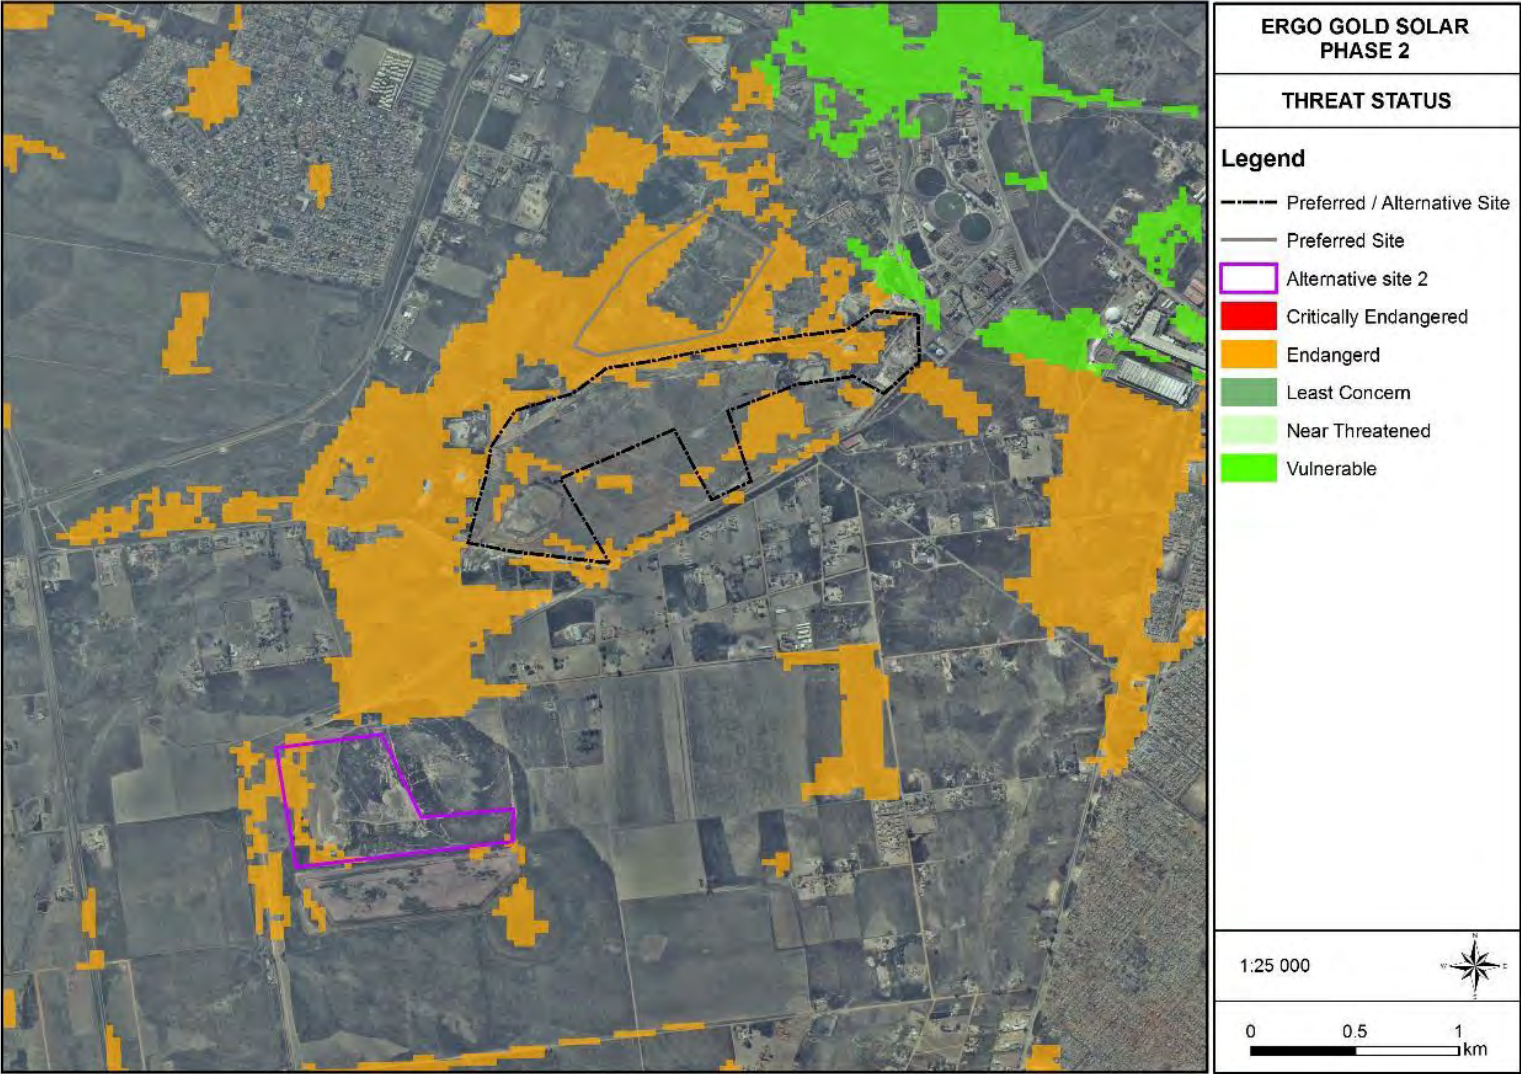 ERGO GOLD SOLAR
PHASE 2
THREAT STATUS
Legend
Preferred / Alternative Site
Preferred Site
Alternative site 2
Critically Endangered
Endangerd
Least Concern
Near Threatened
Vulnerable
1:25 000
N
W E
S
0 0.5 1
km